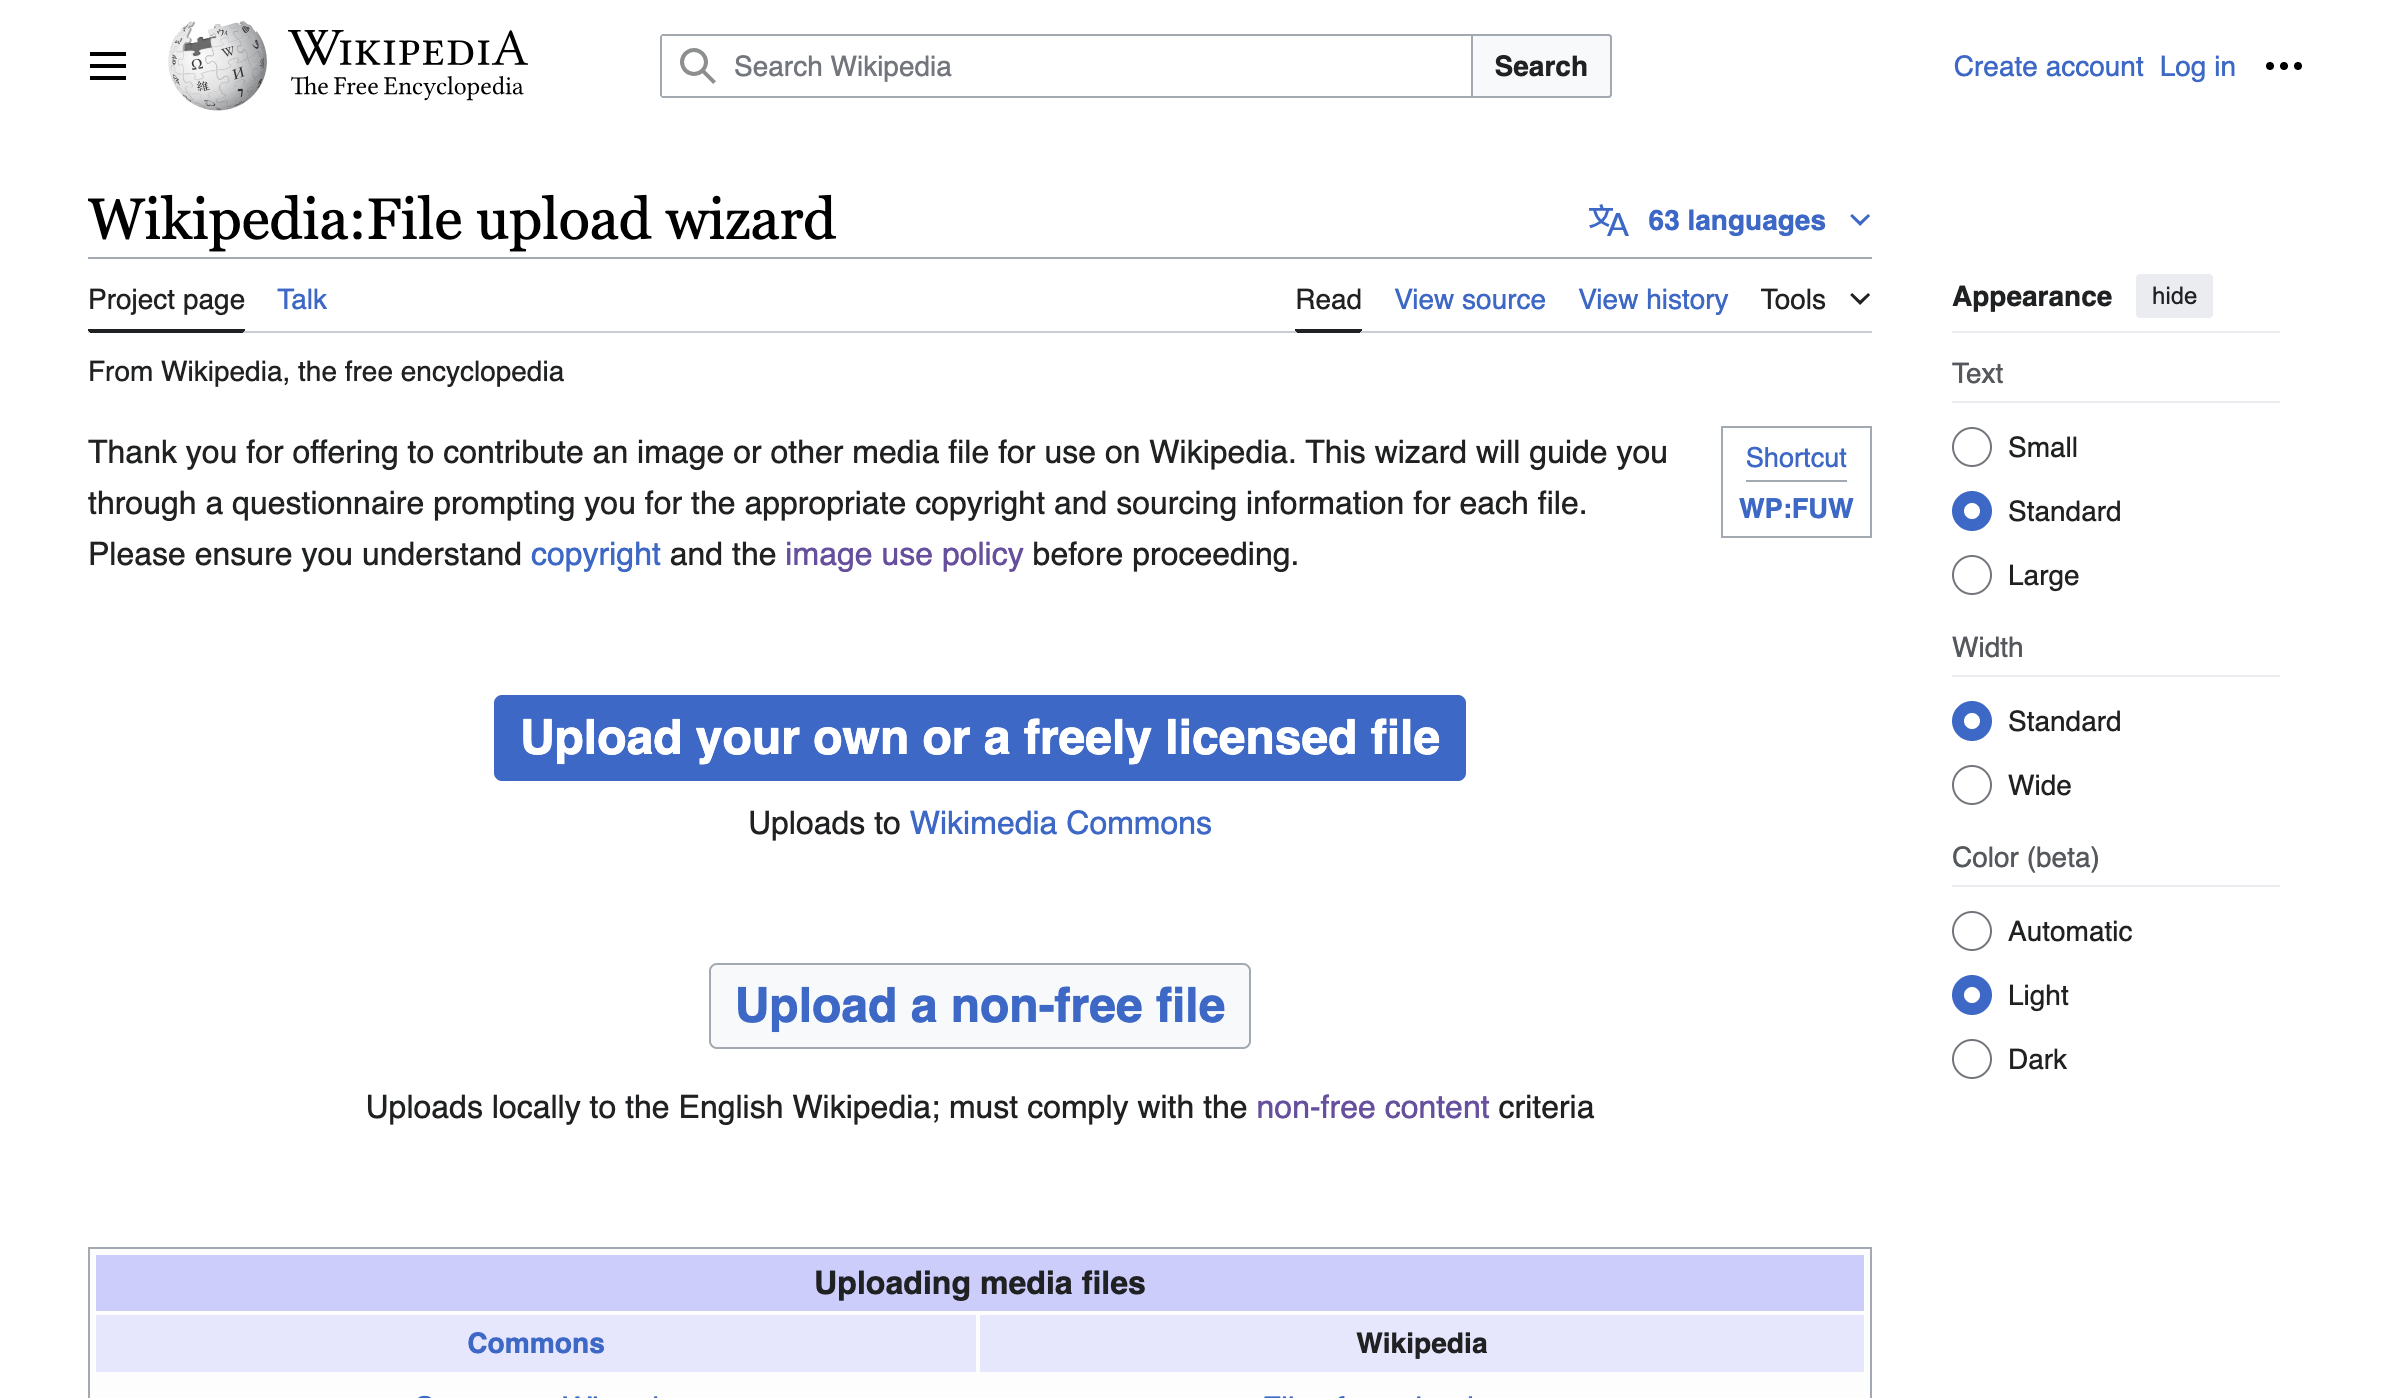 WIKIPEDIA
The Free Encyclopedia
Search Wikipedia
Search
Create account Log in
Wikipedia:File upload wizard
63 languages
Project page Talk
Read View source View history Tools
From Wikipedia, the free encyclopedia
Thank you for offering to contribute an image or other media file for use on Wikipedia. This wizard will guide you
through a questionnaire prompting you for the appropriate copyright and sourcing information for each file.
Please ensure you understand copyright and the image use policy before proceeding.
Shortcut
WP:FUW
Upload your own or a freely licensed file
Uploads to Wikimedia Commons
Upload a non-free file
Uploads locally to the English Wikipedia; must comply with the non-free content criteria
Uploading media files
Commons Wikipedia
Appearance hide
Text
Small
Standard
Large
Width
Standard
Wide
Color (beta)
Automatic
Light
Dark